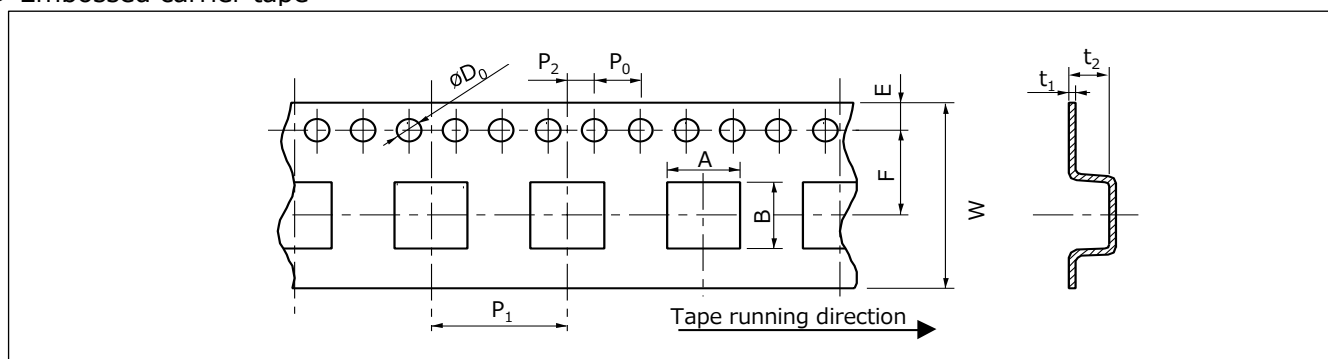 Embossed carrier tape
P₂
P₀
øD₀
t₂
t₁
E
A
F
B
W
P₁
Tape running direction